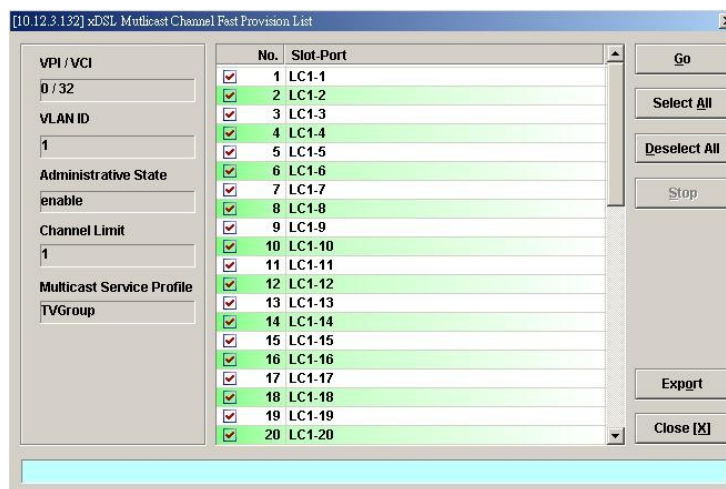 [10.12.3.132] xDSL Mutlicast Channel Fast Provision List
VPI / VCI
0 / 32
VLAN ID
1
Administrative State
enable
Channel Limit
1
Multicast Service Profile
TVGroup
No. Slot-Port
1 LC1-1
2 LC1-2
3 LC1-3
4 LC1-4
5 LC1-5
6 LC1-6
7 LC1-7
8 LC1-8
9 LC1-9
10 LC1-10
11 LC1-11
12 LC1-12
13 LC1-13
14 LC1-14
15 LC1-15
16 LC1-16
17 LC1-17
18 LC1-18
19 LC1-19
20 LC1-20
Go
Select All
Deselect All
Stop
Export
Close [X]